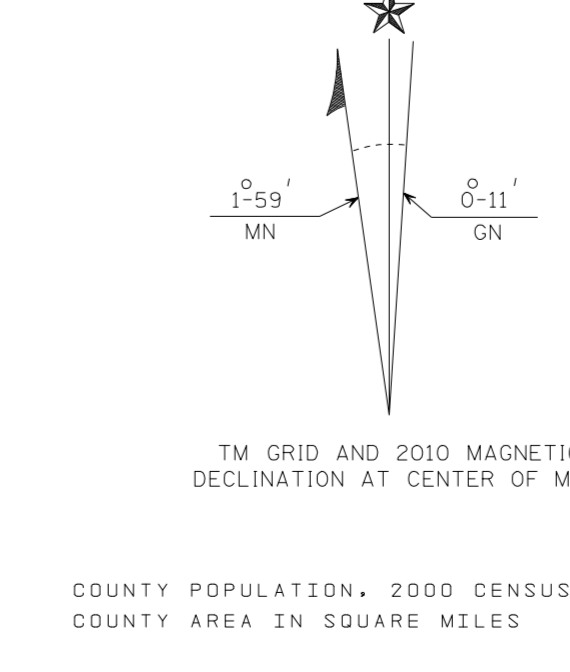 1°-59' 0°-11'
MN GN
TM GRID AND 2010 MAGNETI
DECLINATION AT CENTER OF M
COUNTY POPULATION, 2000 CENSUS
COUNTY AREA IN SQUARE MILES